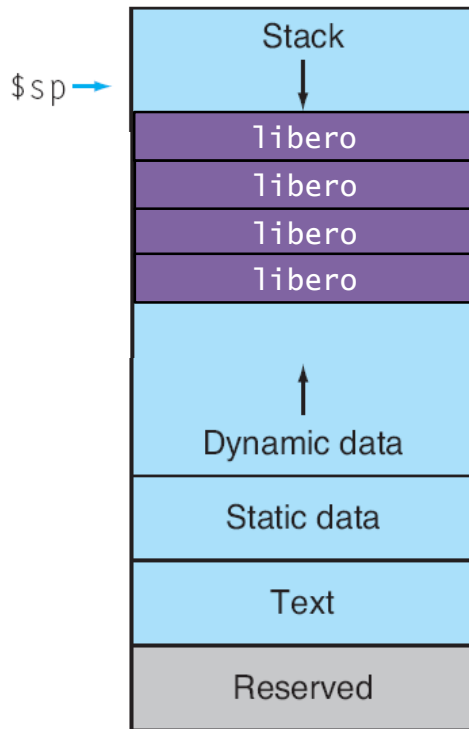 Stack
$sp
libero
libero
libero
libero
Dynamic data
Static data
Text
Reserved